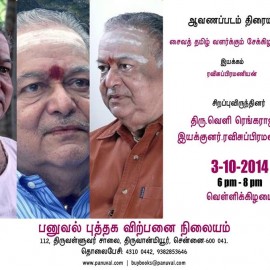 ஆவணப்படம் திரைய
சைவத் தமிழ் வளர்க்கும் சேக்கிழ
இயக்கம்
ரவிசுப்பிரமணியன்
சிறப்புவிருந்தினர்
திரு.வெளி ரெங்கரா
இயக்குனர்.ரவிசுப்பிரம
3-10-2014
6 pm - 8 pm
வெள்ளிக்கிழமை
பனுவல் புத்தக விற்பனை நிலையம்
112, திருவள்ளுவர் சாலை, திருவான்மியூர், சென்னை-600 041.
தொலைபேசி: 4310 0442, 9382853646
www.panuval.com | buybooks@panuval.com